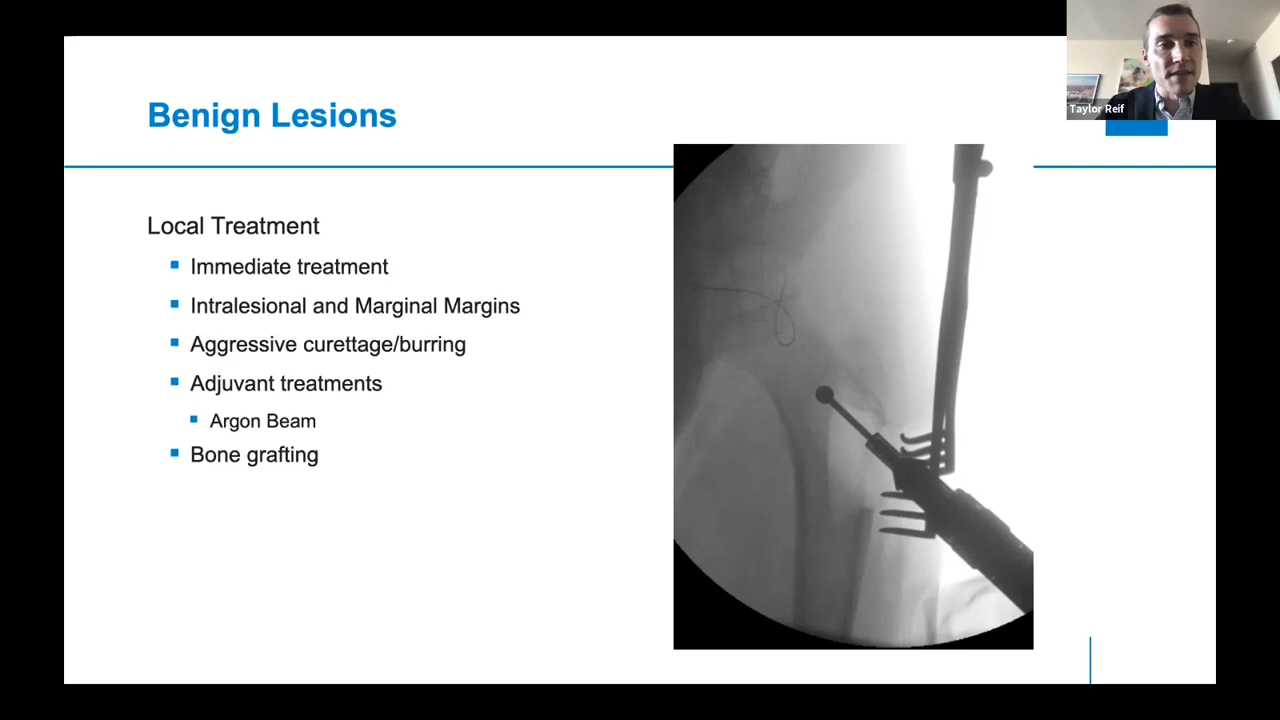 Taylor Reif
Benign Lesions
Local Treatment
Immediate treatment
Intralesional and Marginal Margins
Aggressive curettage/burring
Adjuvant treatments
Argon Beam
Bone grafting